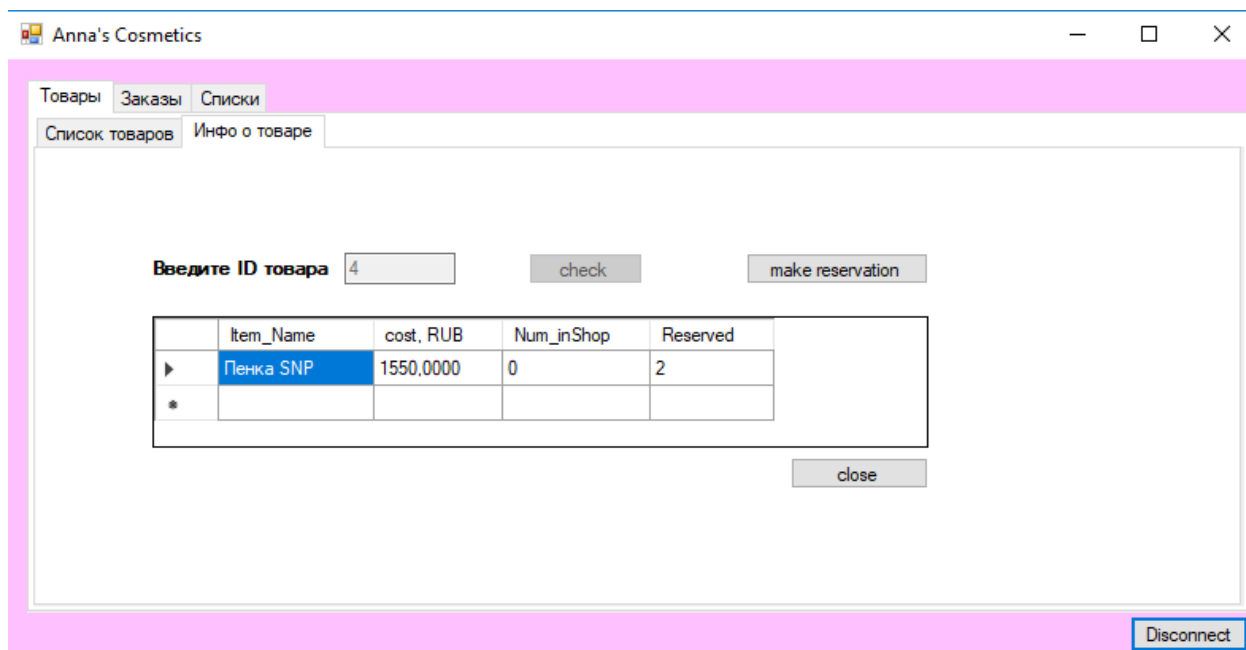 Anna's Cosmetics
Товары Заказы Списки
Список товаров Инфо о товаре
Введите ID товара 4 check make reservation
Item_Name cost, RUB Num_inShop Reserved
Пенка SNP 1550,0000 0 2
close
Disconnect